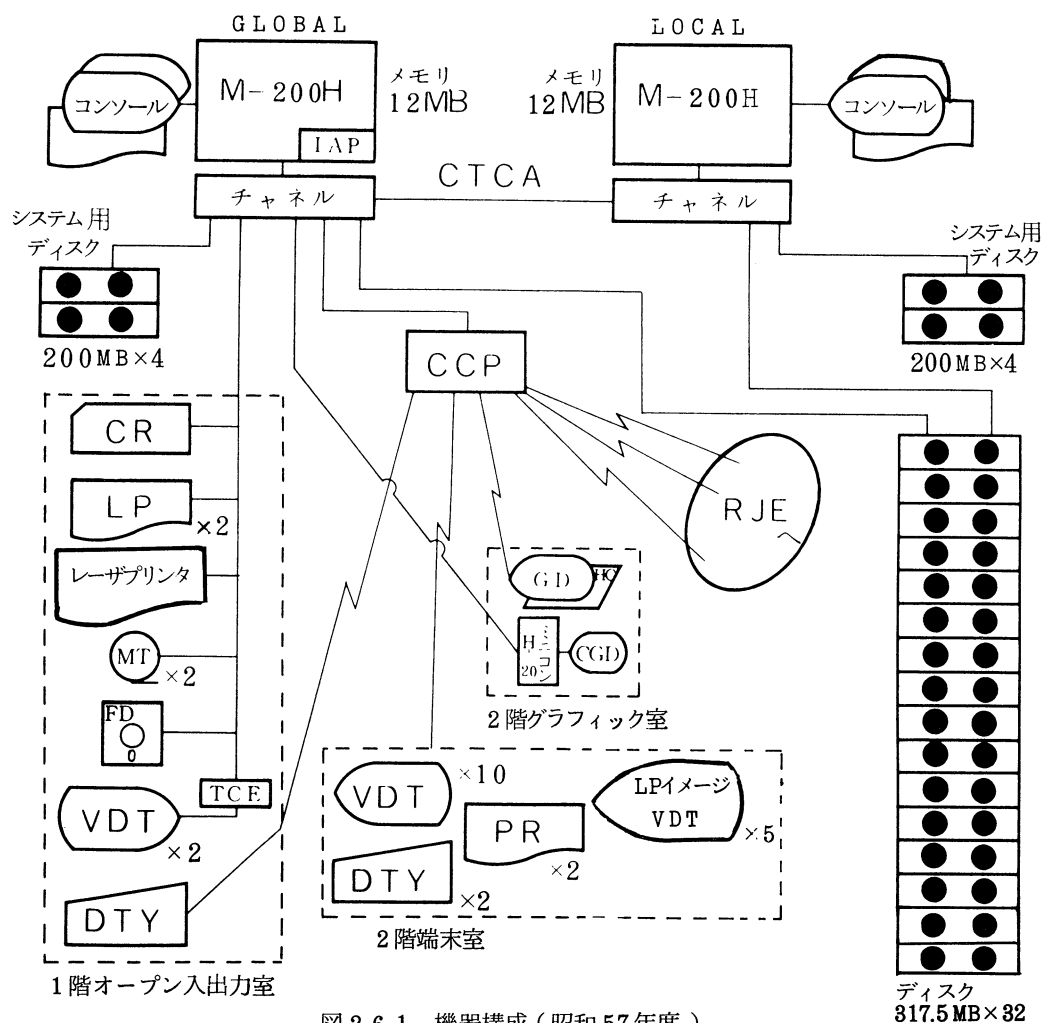 GLOBAL
LOCAL
コンソール
M-200H
IAP
メモリ
12MB
メモリ
12MB
M-200H
コンソール
チャネル
CTCA
チャネル
システム用
ディスク
200MB×4
システム用
ディスク
200MB×4
CCP
RJE
CR
LP
×2
レーザプリンタ
MT
×2
FD
TCE
VDT
×2
DTY
1階オープン入出力室
GD
HC
H-20
ミニコン
CGD
2階グラフィック室
VDT
×10
PR
×2
LPイメージ
VDT
×5
DTY
×2
2階端末室
ディスク
317.5MB×32
図2.6.1 機器構成(昭和57年度)